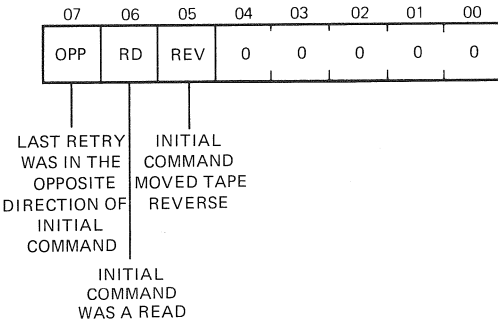 07 06 05 04 03 02 01 00
OPP RD REV 0 0 0 0 0
LAST RETRY
WAS IN THE
OPPOSITE
DIRECTION OF
INITIAL
COMMAND
INITIAL
COMMAND
MOVED TAPE
REVERSE
INITIAL
COMMAND
WAS A READ